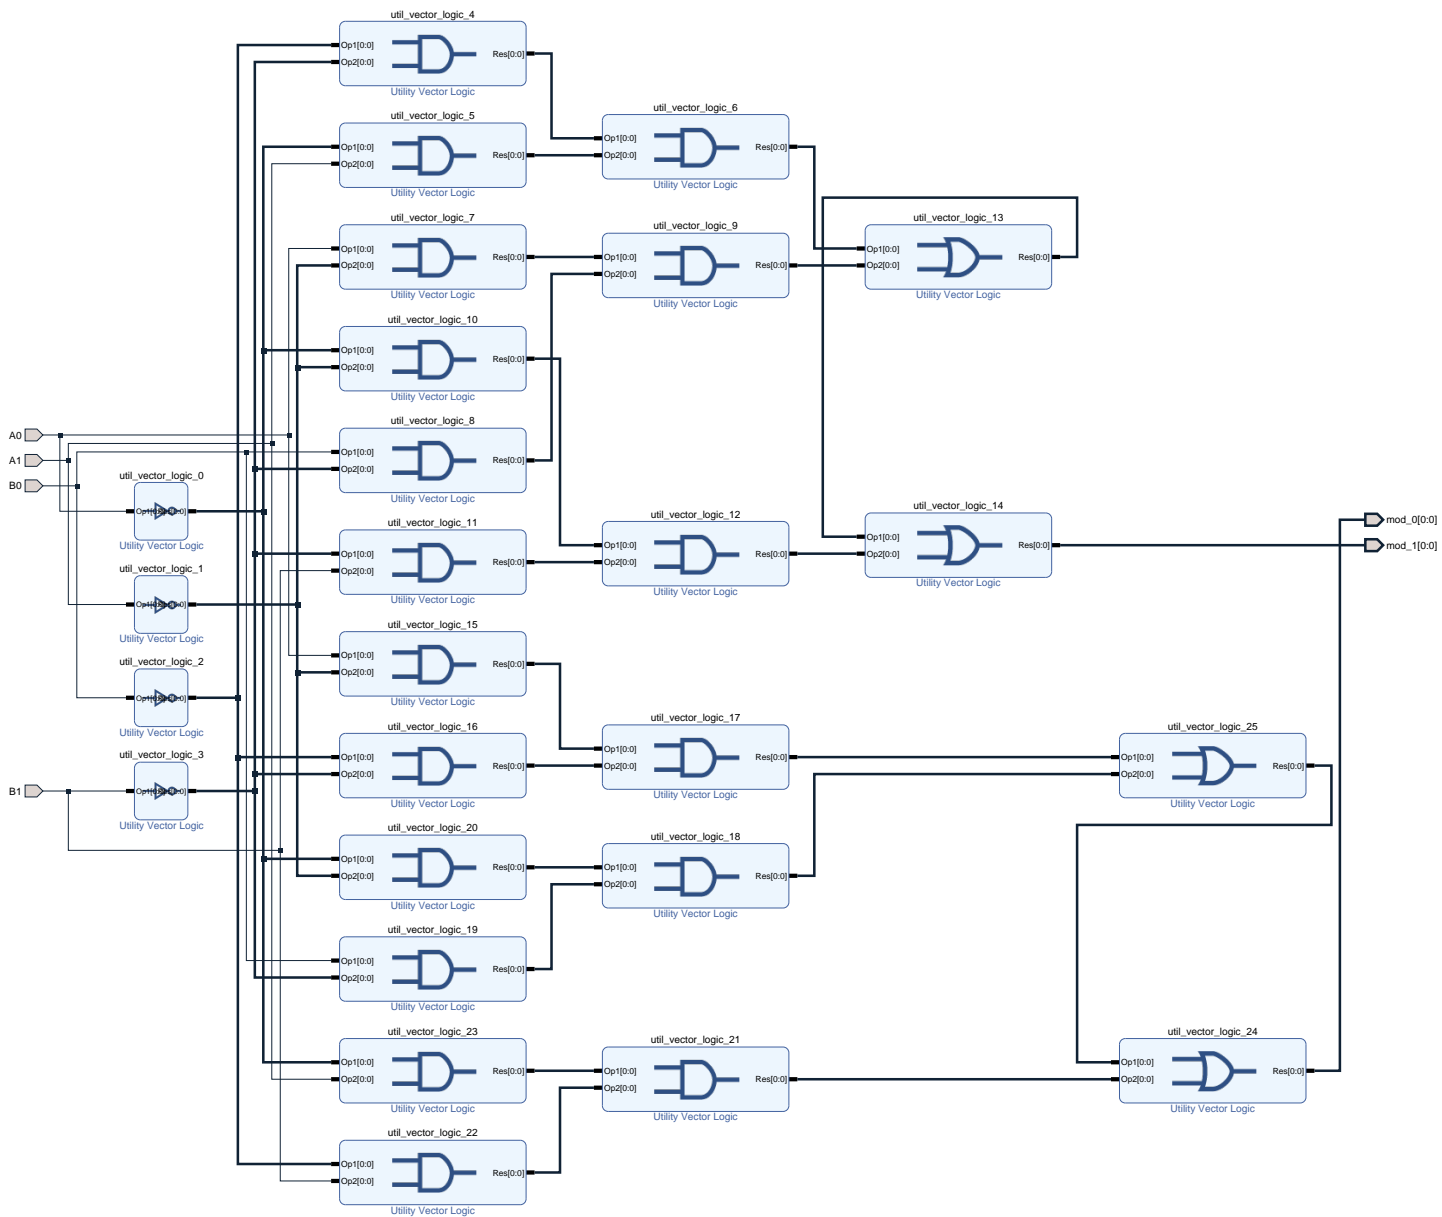 util_vector_logic_4
Op1[0:0]
Op2[0:0]
Res[0:0]
Utility Vector Logic
util_vector_logic_5
Op1[0:0]
Op2[0:0]
Res[0:0]
Utility Vector Logic
util_vector_logic_6
Op1[0:0]
Op2[0:0]
Res[0:0]
Utility Vector Logic
util_vector_logic_7
Op1[0:0]
Op2[0:0]
Res[0:0]
Utility Vector Logic
util_vector_logic_9
Op1[0:0]
Op2[0:0]
Res[0:0]
Utility Vector Logic
util_vector_logic_13
Op1[0:0]
Op2[0:0]
Res[0:0]
Utility Vector Logic
util_vector_logic_10
Op1[0:0]
Op2[0:0]
Res[0:0]
Utility Vector Logic
util_vector_logic_8
Op1[0:0]
Op2[0:0]
Res[0:0]
Utility Vector Logic
A0
A1
B0
B1
util_vector_logic_0
Utility Vector Logic
util_vector_logic_1
Utility Vector Logic
util_vector_logic_2
Utility Vector Logic
util_vector_logic_3
Utility Vector Logic
util_vector_logic_11
Op1[0:0]
Op2[0:0]
Res[0:0]
Utility Vector Logic
util_vector_logic_12
Op1[0:0]
Op2[0:0]
Res[0:0]
Utility Vector Logic
util_vector_logic_14
Op1[0:0]
Op2[0:0]
Res[0:0]
Utility Vector Logic
mod_0[0:0]
mod_1[0:0]
util_vector_logic_15
Op1[0:0]
Op2[0:0]
Res[0:0]
Utility Vector Logic
util_vector_logic_16
Op1[0:0]
Op2[0:0]
Res[0:0]
Utility Vector Logic
util_vector_logic_17
Op1[0:0]
Op2[0:0]
Res[0:0]
Utility Vector Logic
util_vector_logic_25
Op1[0:0]
Op2[0:0]
Res[0:0]
Utility Vector Logic
util_vector_logic_20
Op1[0:0]
Op2[0:0]
Res[0:0]
Utility Vector Logic
util_vector_logic_18
Op1[0:0]
Op2[0:0]
Res[0:0]
Utility Vector Logic
util_vector_logic_19
Op1[0:0]
Op2[0:0]
Res[0:0]
Utility Vector Logic
util_vector_logic_23
Op1[0:0]
Op2[0:0]
Res[0:0]
Utility Vector Logic
util_vector_logic_21
Op1[0:0]
Op2[0:0]
Res[0:0]
Utility Vector Logic
util_vector_logic_24
Op1[0:0]
Op2[0:0]
Res[0:0]
Utility Vector Logic
util_vector_logic_22
Op1[0:0]
Op2[0:0]
Res[0:0]
Utility Vector Logic